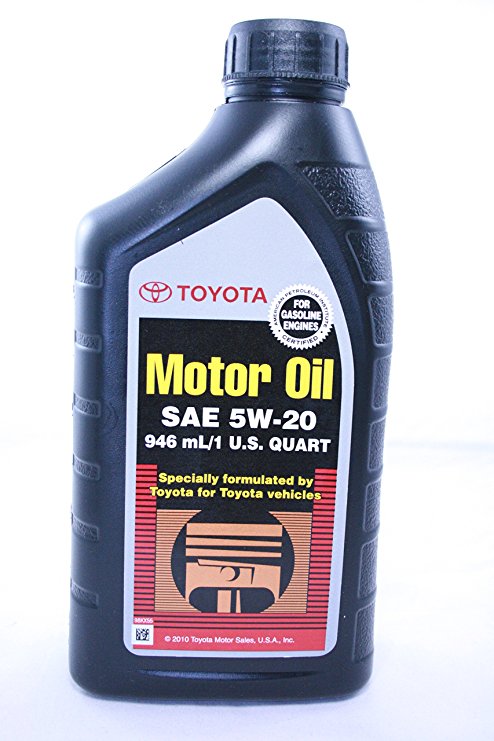 TOYOTA
AMERICAN PETROLEUM INSTITUTE
FOR
GASOLINE
ENGINES
CERTIFIED
Motor Oil
SAE 5W-20
946 mL/1 U.S. QUART
Specially formulated by
Toyota for Toyota vehicles
© 2010 Toyota Motor Sales, U.S.A., Inc.